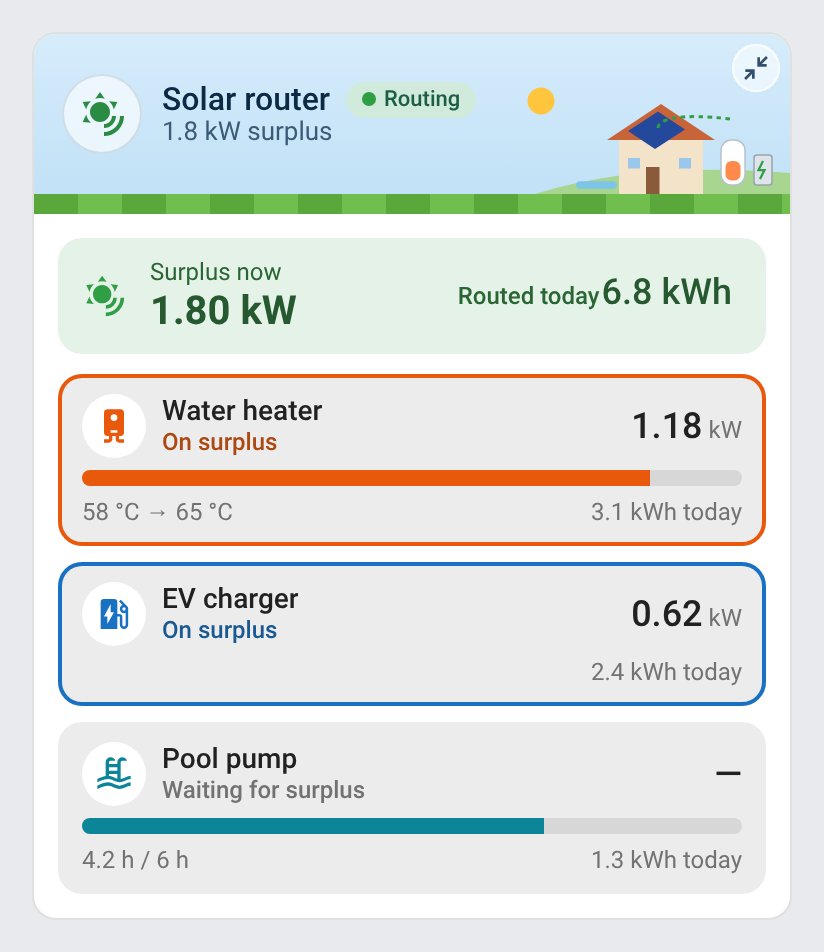 Solar router
Routing
1.8 kW surplus
Surplus now
1.80 kW
Routed today 6.8 kWh
Water heater
On surplus
1.18 kW
58 °C → 65 °C
3.1 kWh today
EV charger
On surplus
0.62 kW
2.4 kWh today
Pool pump
Waiting for surplus
—
4.2 h / 6 h
1.3 kWh today